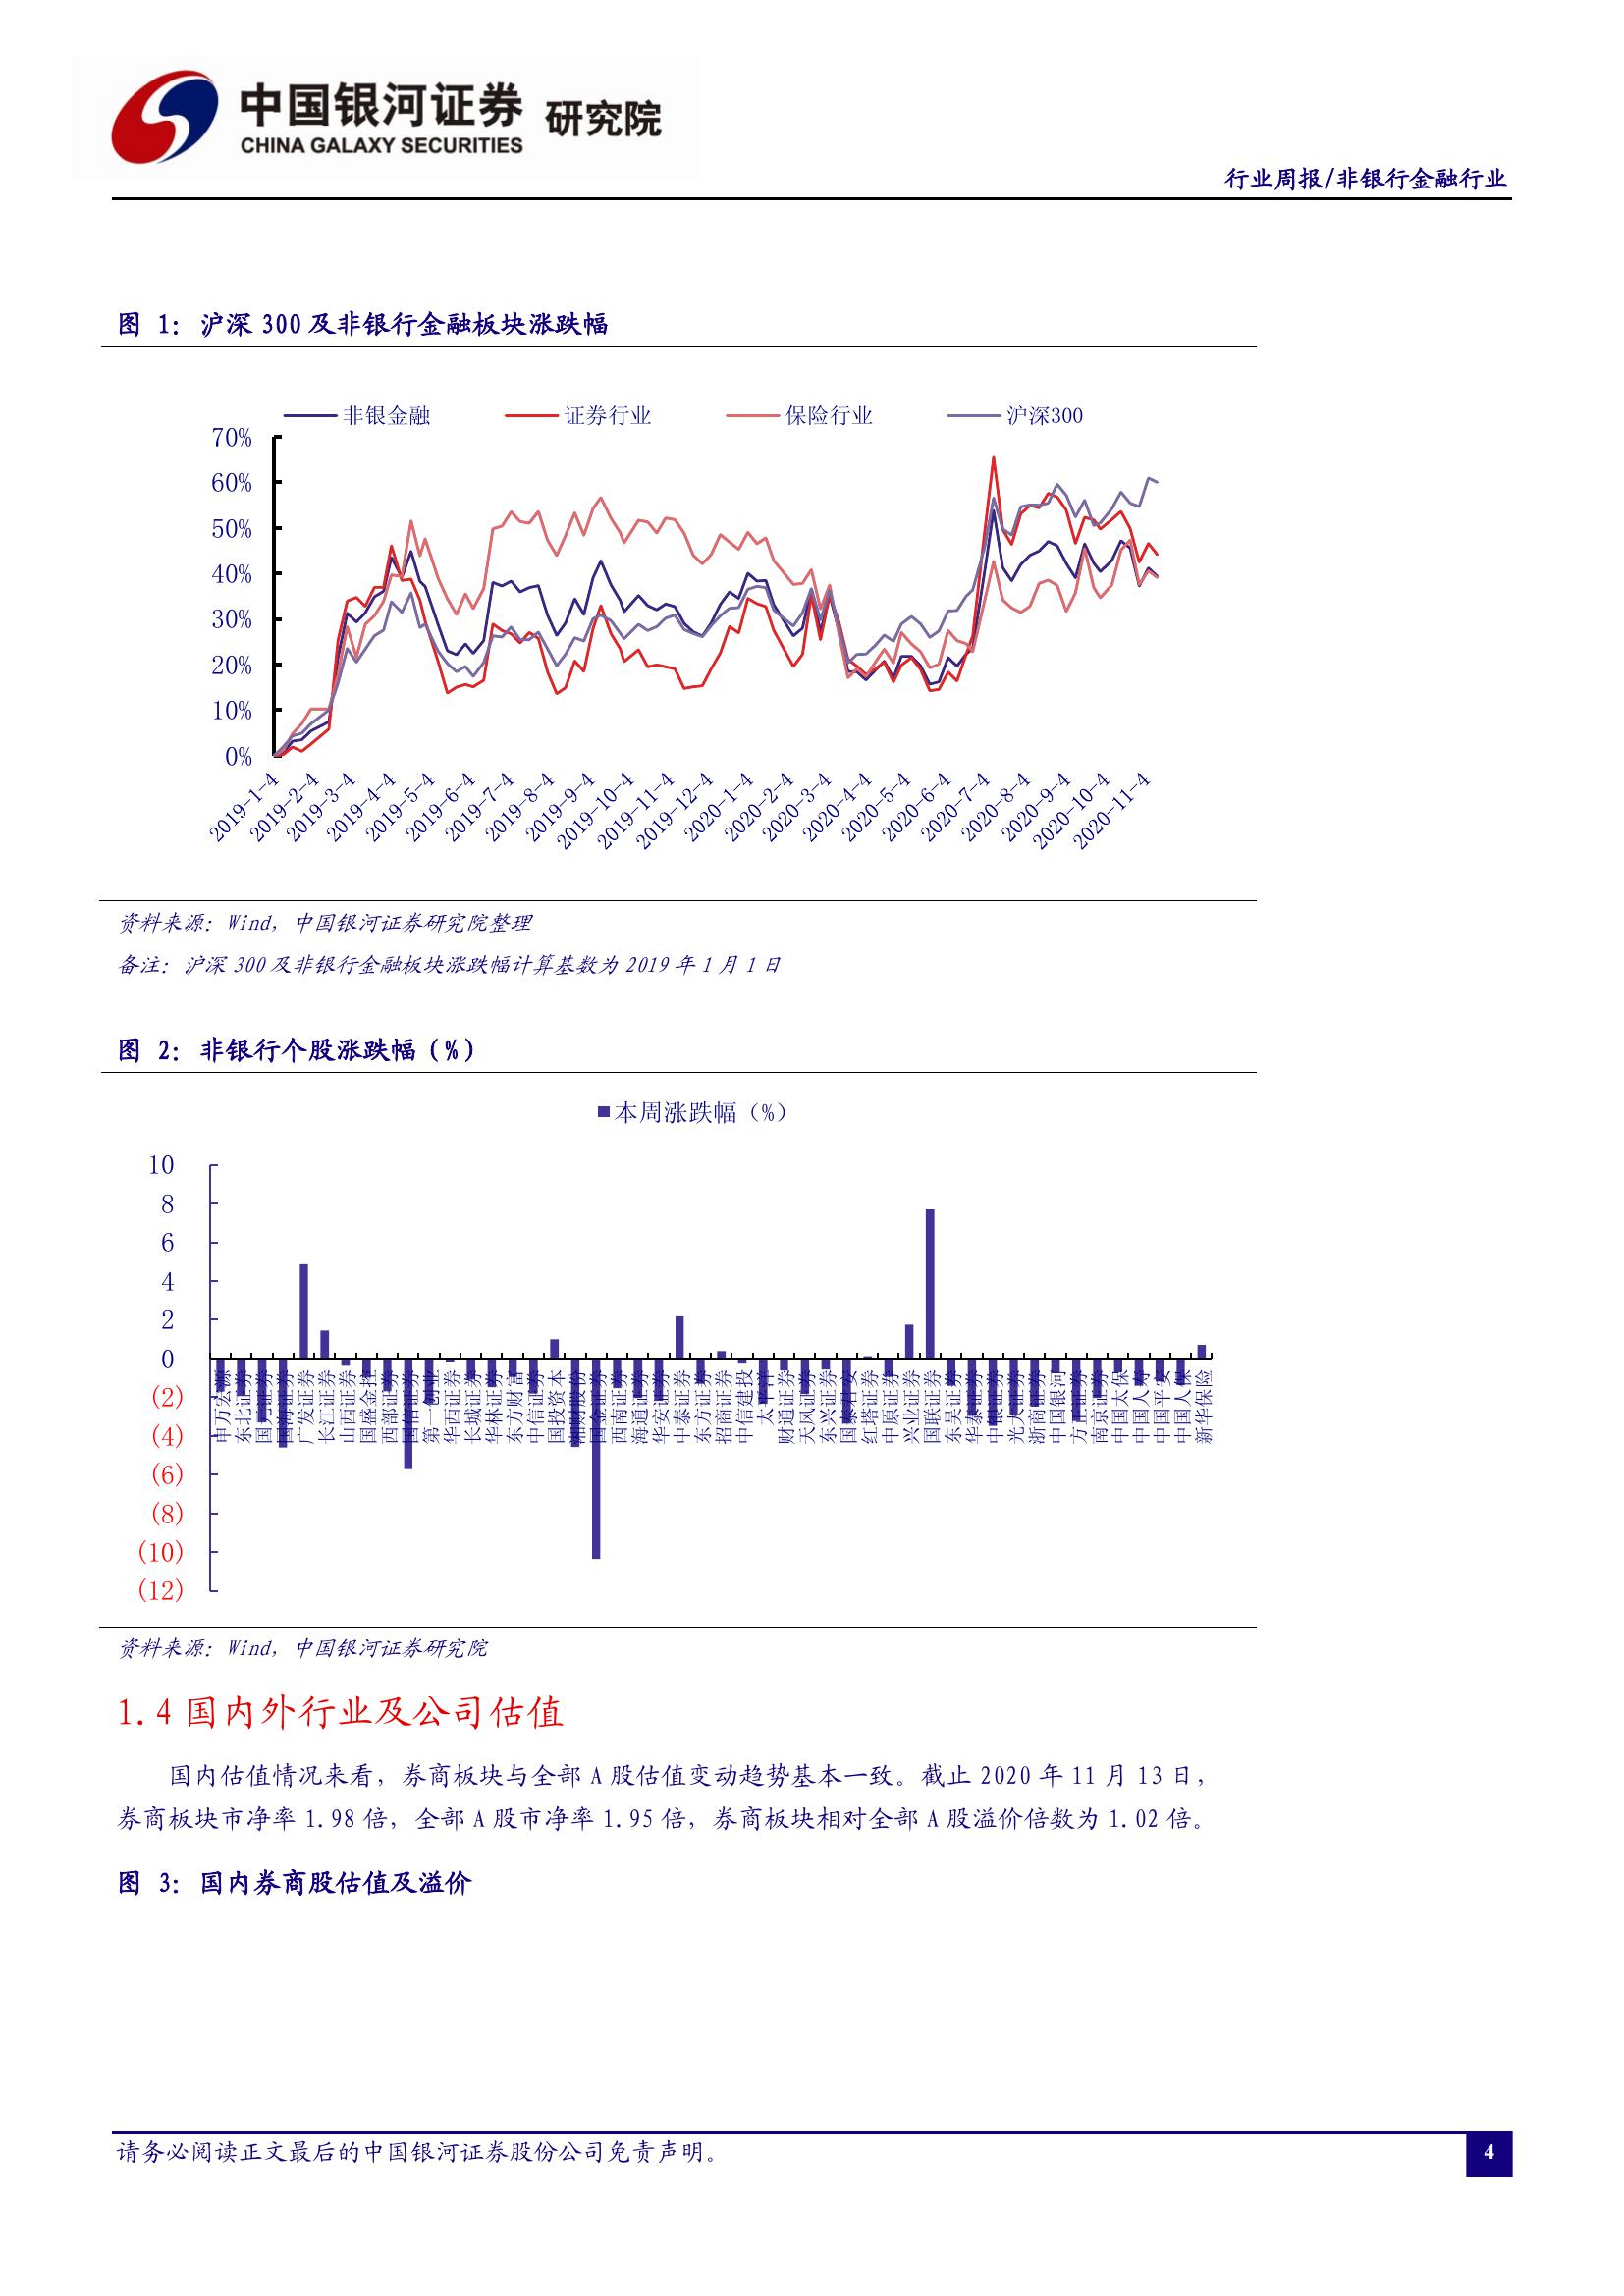 中国银河证券 研究院
CHINA GALAXY SECURITIES
行业周报/非银行金融行业
图 1: 沪深 300 及非银行金融板块涨跌幅
非银金融 证券行业 保险行业 沪深300
70%
60%
50%
40%
30%
20%
10%
0%
2019-1-4 2019-2-4 2019-3-4 2019-4-4 2019-5-4 2019-6-4 2019-7-4 2019-8-4 2019-9-4 2019-10-4 2019-11-4 2019-12-4 2020-1-4 2020-2-4 2020-3-4 2020-4-4 2020-5-4 2020-6-4 2020-7-4 2020-8-4 2020-9-4 2020-10-4 2020-11-4
资料来源: Wind, 中国银河证券研究院整理
备注: 沪深 300 及非银行金融板块涨跌幅计算基数为 2019 年 1 月 1 日
图 2: 非银行个股涨跌幅（%）
本周涨跌幅（%）
10
8
6
4
2
0
(2)
(4)
(6)
(8)
(10)
(12)
申万宏源
东北证券
国元证券
国海证券
广发证券
长江证券
山西证券
国盛金控
西部证券
国信证券
第一创业
华西证券
长城证券
华林证券
东方财富
中信证券
国投资本
湘财股份
国金证券
西南证券
海通证券
华安证券
中泰证券
东方证券
招商证券
中信建投
太平洋
财通证券
天风证券
东兴证券
国泰君安
红塔证券
中原证券
兴业证券
国联证券
东吴证券
华泰证券
中银证券
光大证券
浙商证券
中国银河
方正证券
南京证券
中国太保
中国人寿
中国平安
中国人保
新华保险
资料来源: Wind, 中国银河证券研究院
1.4 国内外行业及公司估值
国内估值情况来看, 券商板块与全部 A 股估值变动趋势基本一致。截止 2020 年 11 月 13 日,
券商板块市净率 1.98 倍, 全部 A 股市净率 1.95 倍, 券商板块相对全部 A 股溢价倍数为 1.02 倍。
图 3: 国内券商股估值及溢价
请务必阅读正文最后的中国银河证券股份公司免责声明。
4